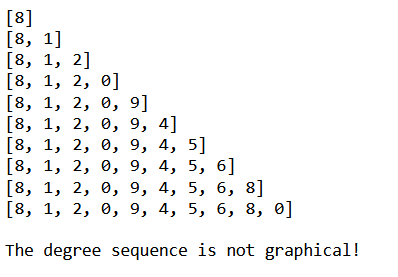 [8]
[8, 1]
[8, 1, 2]
[8, 1, 2, 0]
[8, 1, 2, 0, 9]
[8, 1, 2, 0, 9, 4]
[8, 1, 2, 0, 9, 4, 5]
[8, 1, 2, 0, 9, 4, 5, 6]
[8, 1, 2, 0, 9, 4, 5, 6, 8]
[8, 1, 2, 0, 9, 4, 5, 6, 8, 0]
The degree sequence is not graphical!